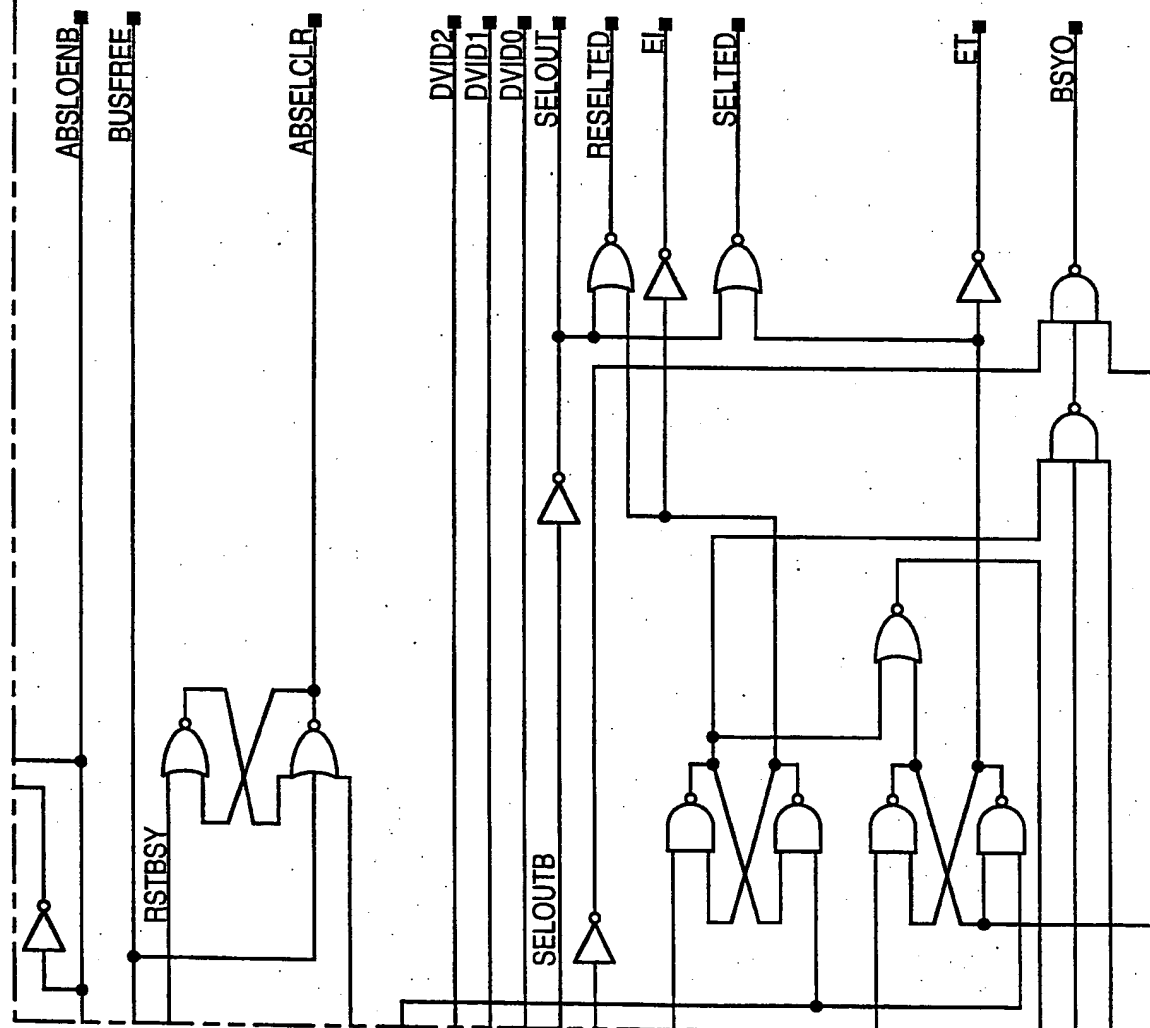 ABSLOENB
BUSFREE
ABSELCLR
DVID2
DVID1
DVID0
SELOUT
RESELTED
EI
SELTED
ET
BSYO
RSTBSY
SELOUTB